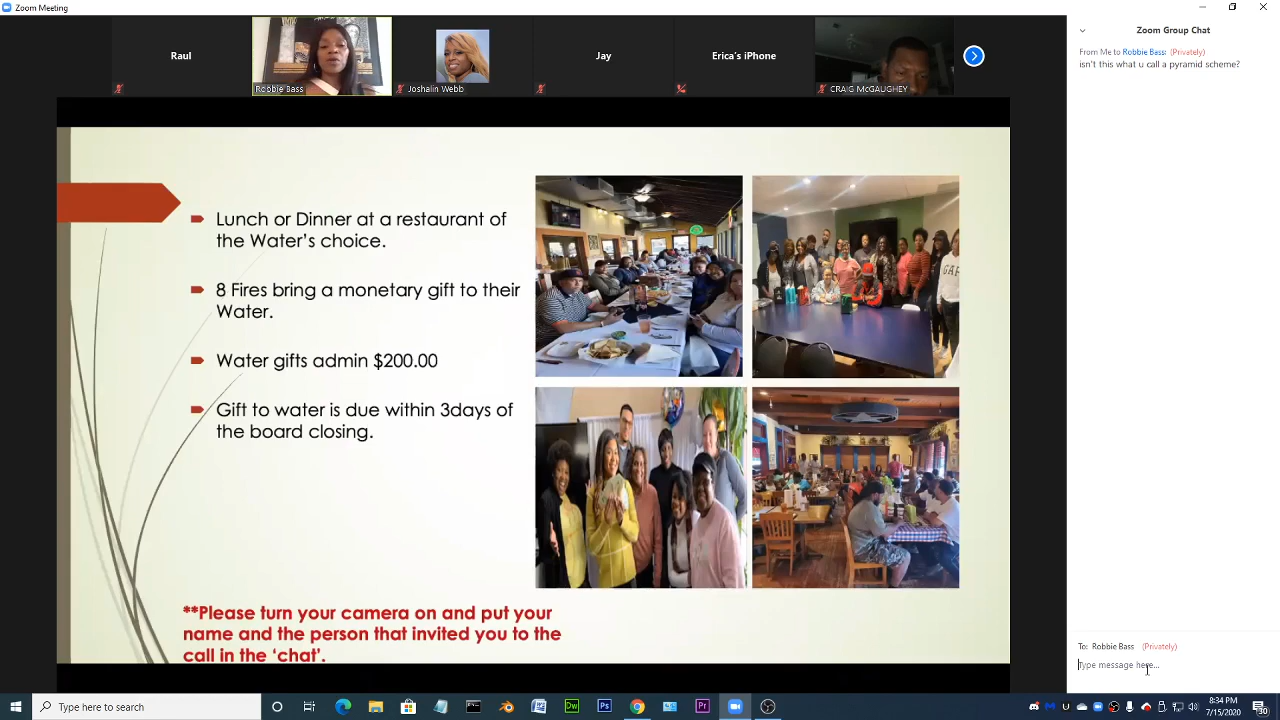 Zoom Meeting
Raul
Robbie Bass
Joshalin Webb
Jay
Erica's iPhone
CRAIG McGAUGHEY
Lunch or Dinner at a restaurant of
the Water's choice.
8 Fires bring a monetary gift to their
Water.
Water gifts admin $200.00
Gift to water is due within 3days of
the board closing.
**Please turn your camera on and put your
name and the person that invited you to the
call in the 'chat'.
GAP
Zoom Group Chat
From Me to Robbie Bass: (Privately)
isn't this what u call a pyramid scheme?
To: Robbie Bass (Privately)
Type message here...
Type here to search
Dw
Ps
Pr
8:34 PM
7/15/2020